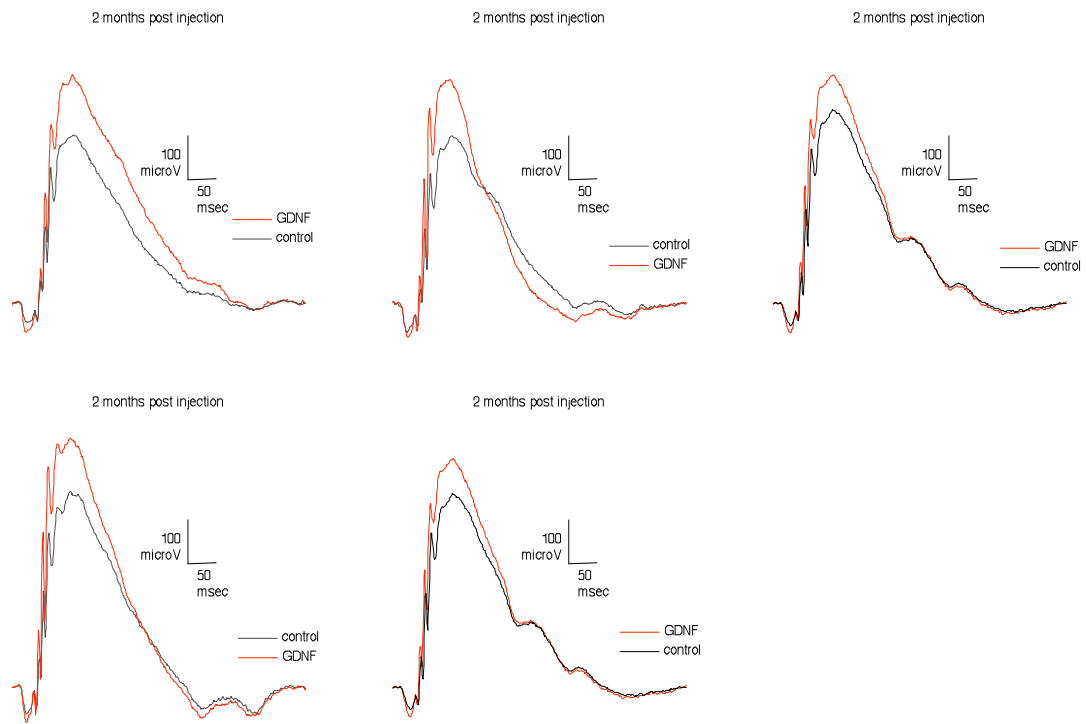 2 months post injection
100
microV
50
msec
GDNF
control
2 months post injection
100
microV
50
msec
control
GDNF
2 months post injection
100
microV
50
msec
GDNF
control
2 months post injection
100
microV
50
msec
control
GDNF
2 months post injection
100
microV
50
msec
GDNF
control